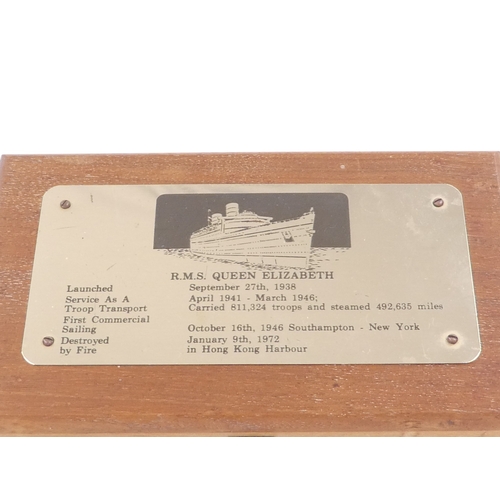 R.M.S. QUEEN ELIZABETH
Launched September 27th, 1938
Service As A April 1941 - March 1946;
Troop Transport Carried 811,324 troops and steamed 492,635 miles
First Commercial
Sailing October 16th, 1946 Southampton - New York
Destroyed January 9th, 1972
by Fire in Hong Kong Harbour